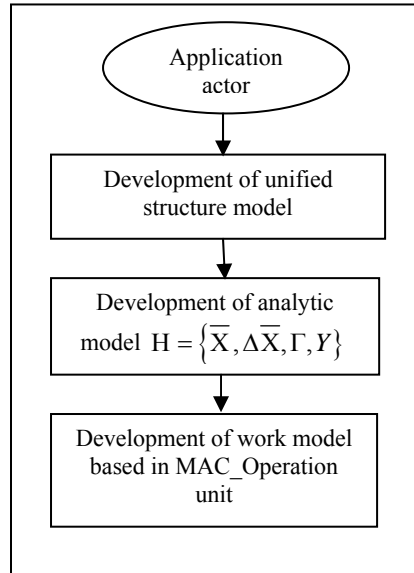 Application
actor
Development of unified
structure model
Development of analytic
model H = {X̅, ΔX̅, Γ, Y}
Development of work model
based in MAC_Operation
unit